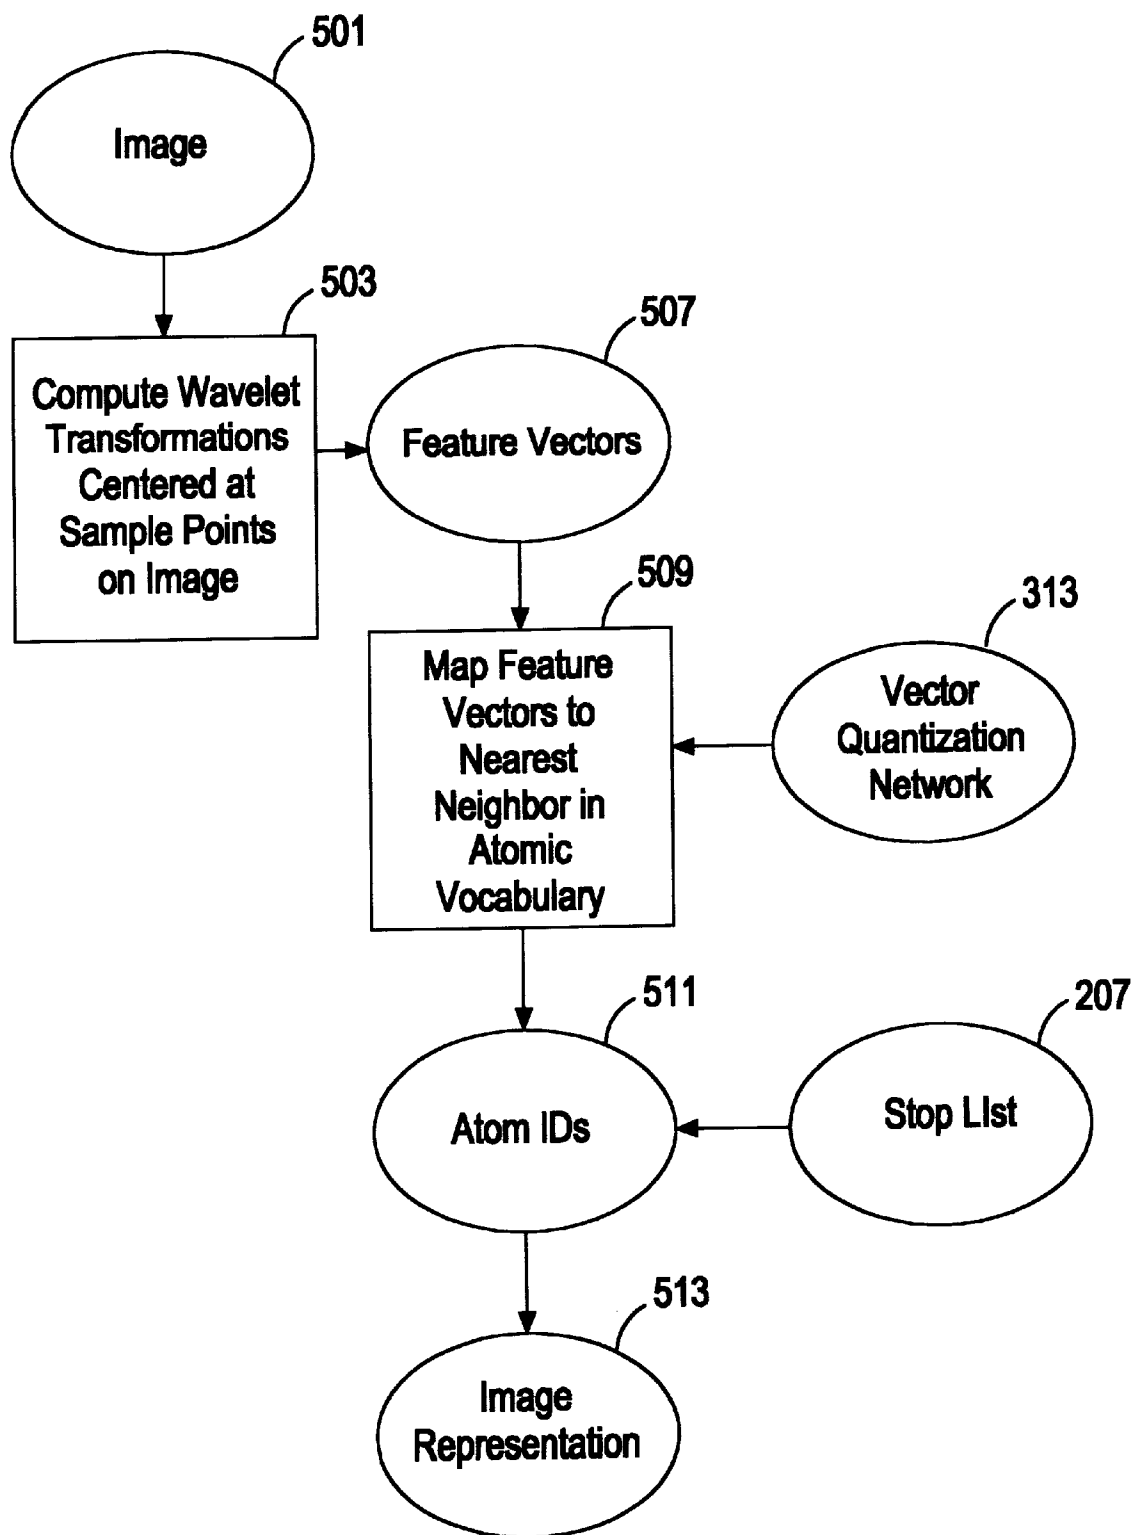 501
Image
503
Compute Wavelet
Transformations
Centered at
Sample Points
on Image
507
Feature Vectors
509
Map Feature
Vectors to
Nearest
Neighbor in
Atomic
Vocabulary
313
Vector
Quantization
Network
511
Atom IDs
207
Stop LIst
513
Image
Representation